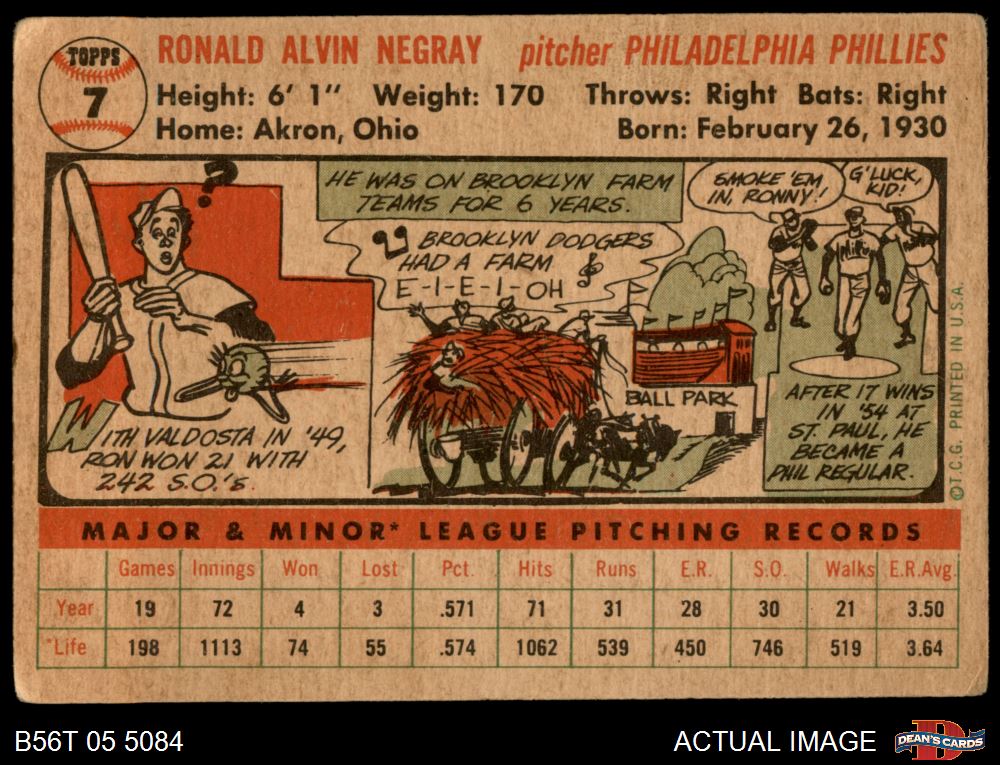 TOPPS
7
RONALD ALVIN NEGRAY pitcher PHILADELPHIA PHILLIES
Height: 6' 1" Weight: 170 Throws: Right Bats: Right
Home: Akron, Ohio Born: February 26, 1930
?
ITH VALDOSTA IN '49,
RON WON 21 WITH
242 S.O.'s.
HE WAS ON BROOKLYN FARM
TEAMS FOR 6 YEARS.
BROOKLYN DODGERS
HAD A FARM
E-I-E-I-OH
BALL PARK
SMOKE 'EM
IN, RONNY!
G'LUCK,
KID!
Phillies
AFTER 17 WINS
IN '54 AT
ST. PAUL, HE
BECAME A
PHIL REGULAR.
©T.C.G. PRINTED IN U.S.A.
MAJOR & MINOR* LEAGUE PITCHING RECORDS
Games Innings Won Lost Pct. Hits Runs E.R. S.O. Walks E.R.Avg.
Year 19 72 4 3 .571 71 31 28 30 21 3.50
*Life 198 1113 74 55 .574 1062 539 450 746 519 3.64
B56T 05 5084
ACTUAL IMAGE
D
DEAN'S CARDS